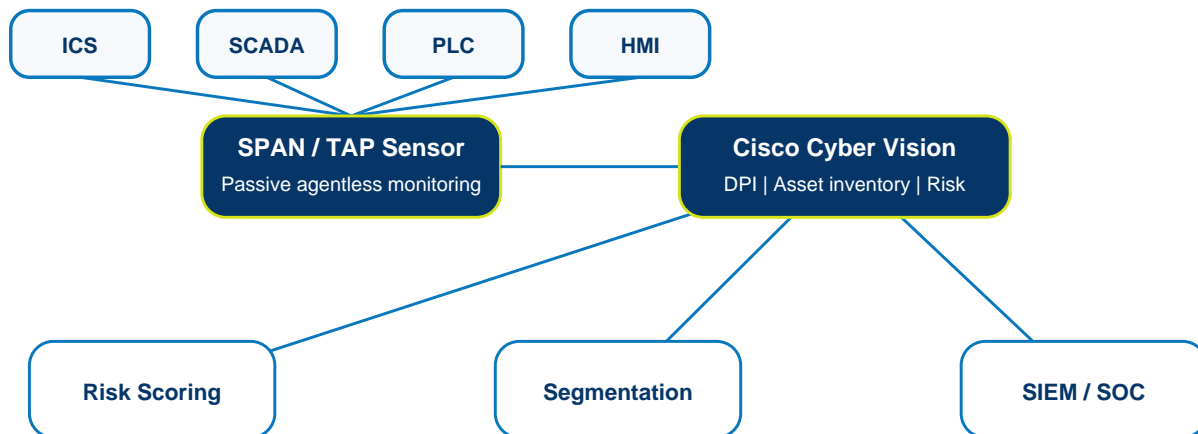 ICS
SCADA
PLC
HMI
SPAN / TAP Sensor
Passive agentless monitoring
Cisco Cyber Vision
DPI | Asset inventory | Risk
Risk Scoring
Segmentation
SIEM / SOC